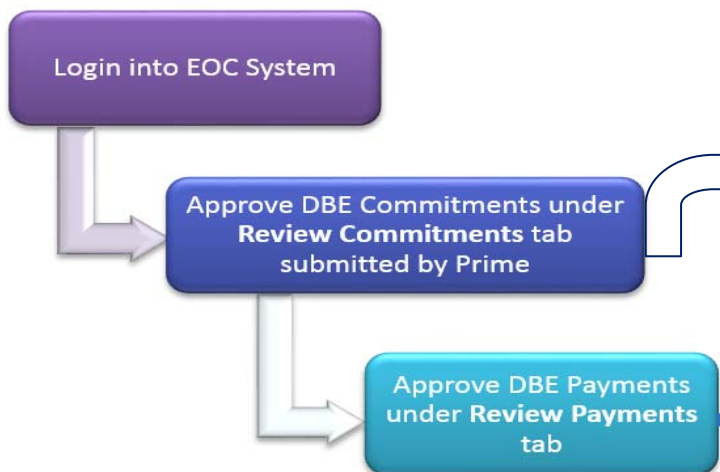 Login into EOC System
Approve DBE Commitments under
Review Commitments tab
submitted by Prime
Approve DBE Payments
under Review Payments
tab